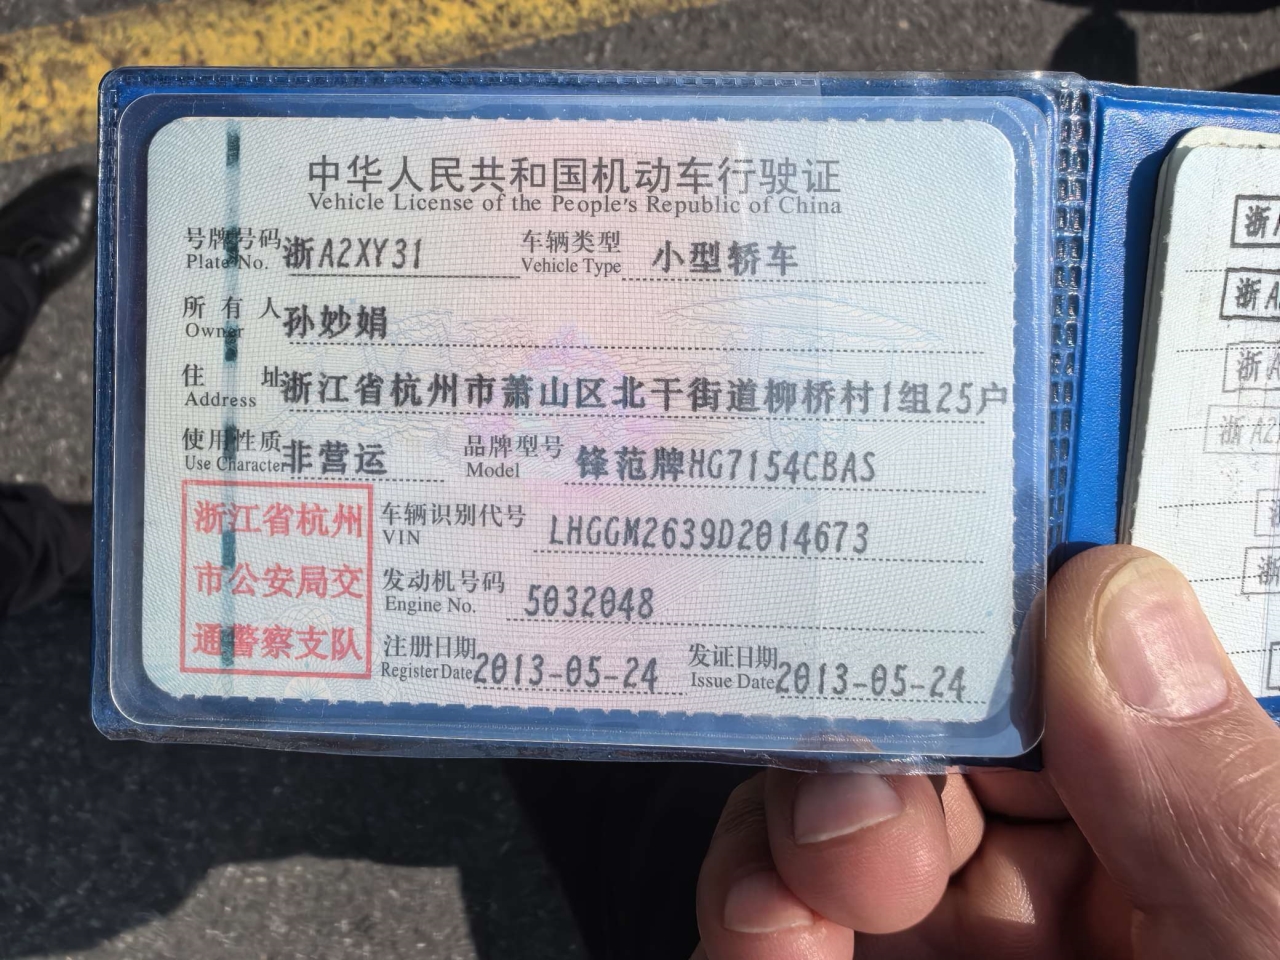 中华人民共和国机动车行驶证
Vehicle License of the People's Republic of China
号牌号码 浙A2XY31 车辆类型 小型轿车
Plate No. Vehicle Type
所有人 孙妙娟
Owner
住址 浙江省杭州市萧山区北干街道柳桥村1组25户
Address
使用性质 非营运 品牌型号 锋范牌HG7154CBAS
Use Character Model
浙江省杭州
市公安局交
通警察支队
车辆识别代号 LHGGM2639D2014673
VIN
发动机号码 5032048
Engine No.
注册日期 2013-05-24 发证日期 2013-05-24
Register Date Issue Date
浙
浙A
浙A
浙A2
浙